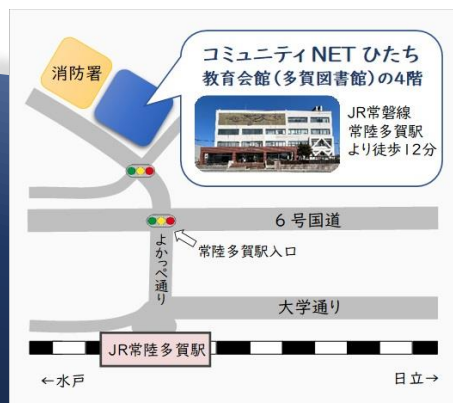 コミュニティNET ひたち
教育会館(多賀図書館)の4階
消防署
JR常磐線
常陸多賀駅
より徒歩12分
6号国道
常陸多賀駅入口
よかっぺ通り
大学通り
JR常陸多賀駅
←水戸
日立→